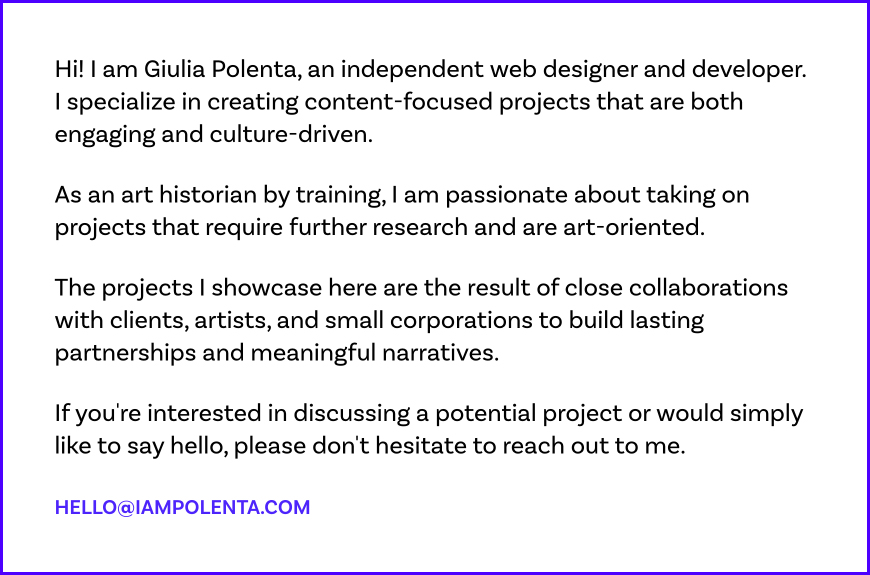 Hi! I am Giulia Polenta, an independent web designer and developer.
I specialize in creating content-focused projects that are both
engaging and culture-driven.
As an art historian by training, I am passionate about taking on
projects that require further research and are art-oriented.
The projects I showcase here are the result of close collaborations
with clients, artists, and small corporations to build lasting
partnerships and meaningful narratives.
If you're interested in discussing a potential project or would simply
like to say hello, please don't hesitate to reach out to me.
HELLO@IAMPOLENTA.COM